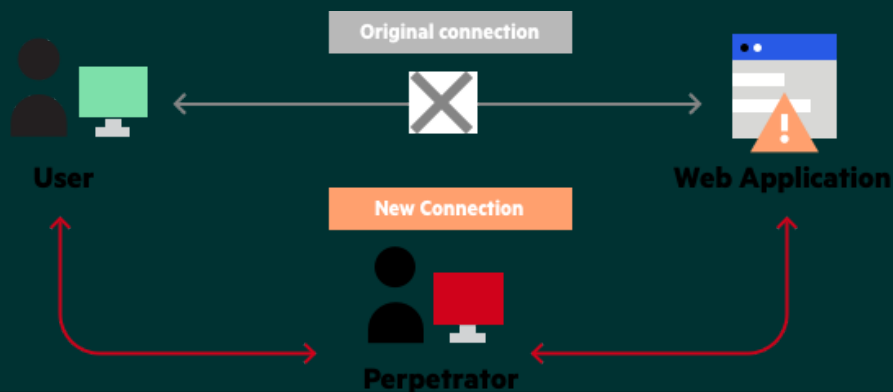 Original connection
User
Web Application
New Connection
Perpetrator